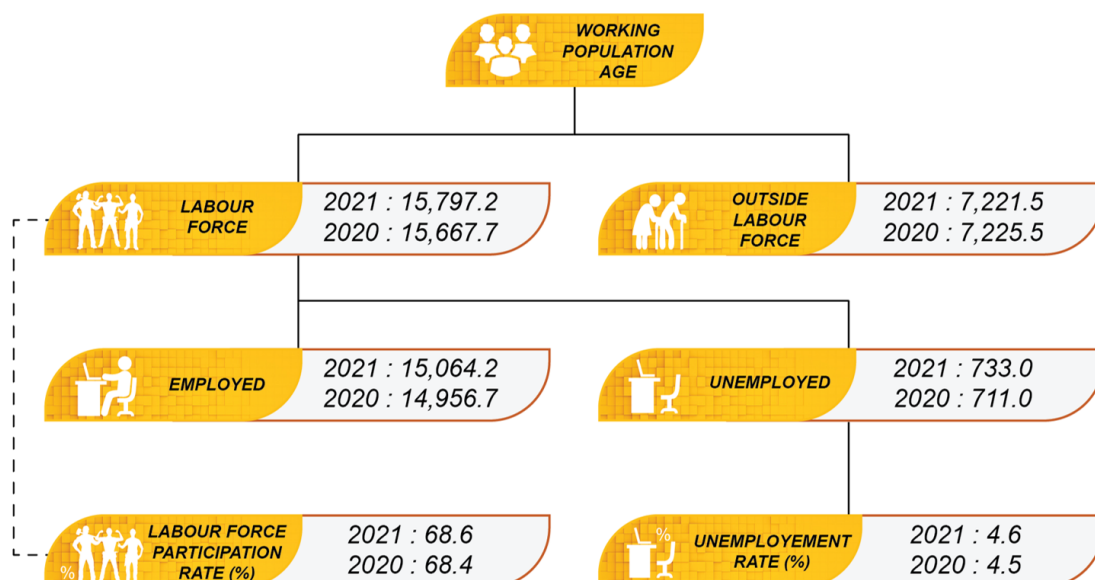 WORKING
POPULATION
AGE
LABOUR
FORCE
2021 : 15,797.2
2020 : 15,667.7
OUTSIDE
LABOUR
FORCE
2021 : 7,221.5
2020 : 7,225.5
EMPLOYED
2021 : 15,064.2
2020 : 14,956.7
UNEMPLOYED
2021 : 733.0
2020 : 711.0
%
LABOUR FORCE
PARTICIPATION
RATE (%)
2021 : 68.6
2020 : 68.4
%
UNEMPLOYEMENT
RATE (%)
2021 : 4.6
2020 : 4.5